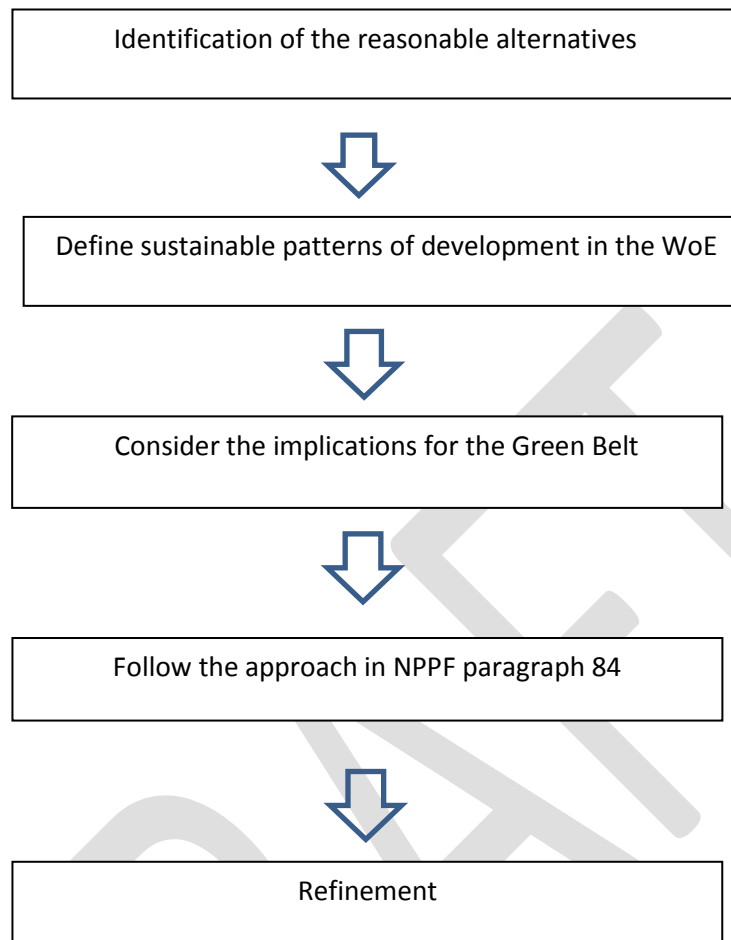 Identification of the reasonable alternatives
Define sustainable patterns of development in the WoE
Consider the implications for the Green Belt
Follow the approach in NPPF paragraph 84
Refinement
DRAFT